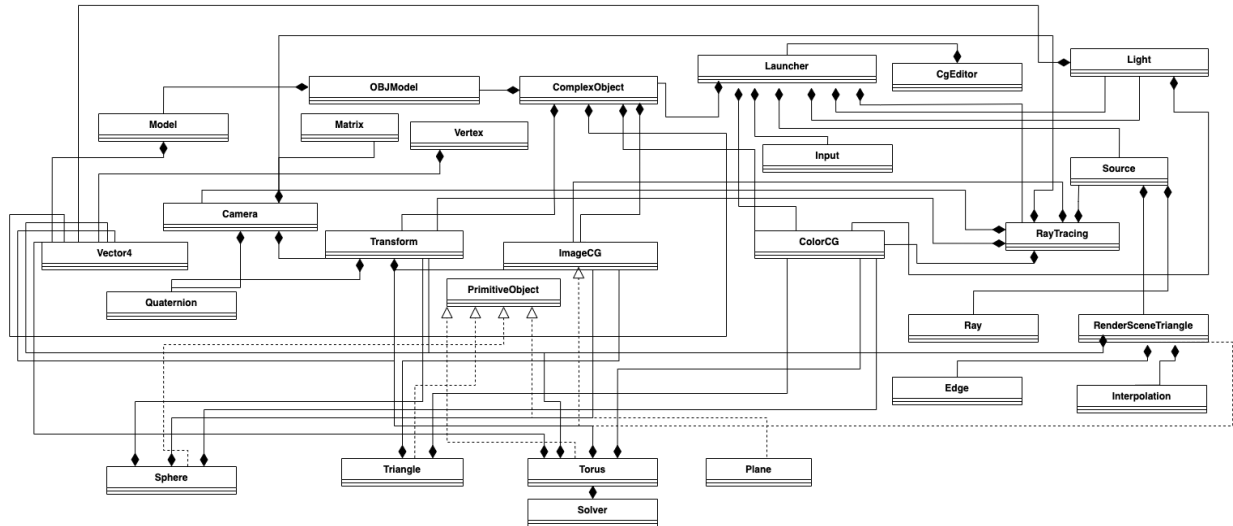 Launcher
Light
CgEditor
OBJModel
ComplexObject
Model
Matrix
Vertex
Input
Source
Camera
Transform
RayTracing
Vector4
ImageCG
ColorCG
PrimitiveObject
Quaternion
Ray
RenderSceneTriangle
Edge
Interpolation
Sphere
Triangle
Torus
Plane
Solver